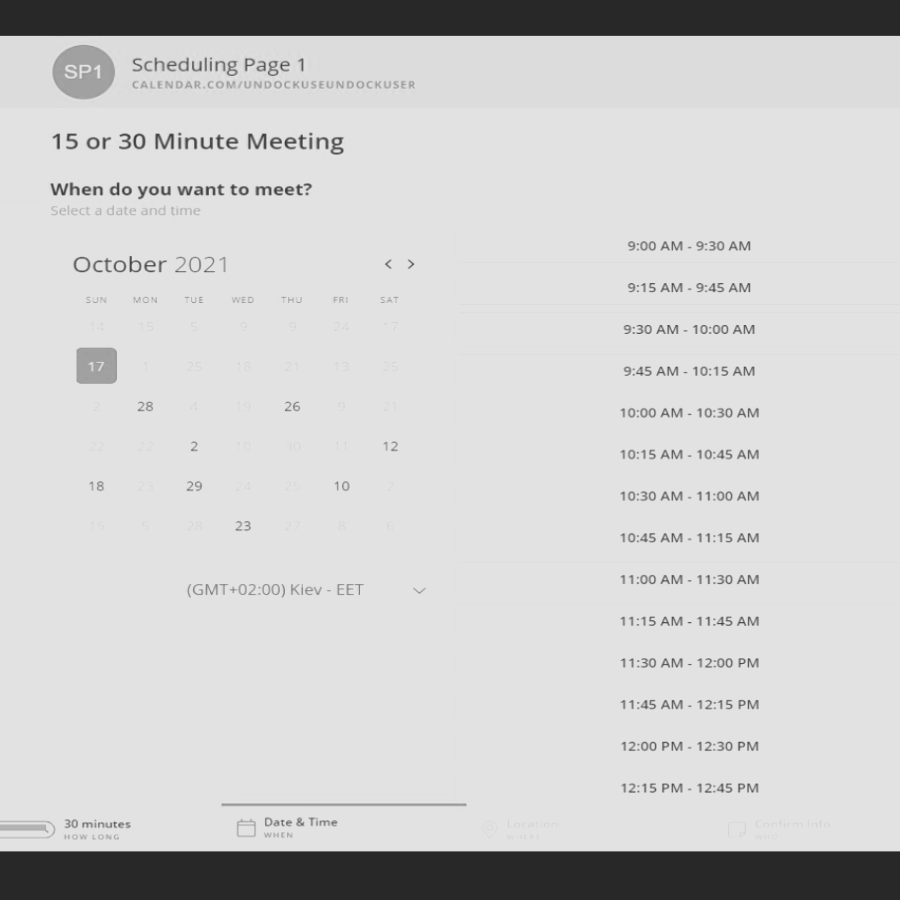 SP1
Scheduling Page 1
CALENDAR.COM/UNDOCKUSEUNDOCKUSER
15 or 30 Minute Meeting
When do you want to meet?
Select a date and time
October 2021 < >
SUN MON TUE WED THU FRI SAT
14 15 5 9 9 24 17
17 1 25 18 21 13 25
2 28 4 19 26 9 21
22 22 2 16 10 11 12
18 23 29 24 25 10 2
15 5 28 23 27 8 6
(GMT+02:00) Kiev - EET
9:00 AM - 9:30 AM
9:15 AM - 9:45 AM
9:30 AM - 10:00 AM
9:45 AM - 10:15 AM
10:00 AM - 10:30 AM
10:15 AM - 10:45 AM
10:30 AM - 11:00 AM
10:45 AM - 11:15 AM
11:00 AM - 11:30 AM
11:15 AM - 11:45 AM
11:30 AM - 12:00 PM
11:45 AM - 12:15 PM
12:00 PM - 12:30 PM
12:15 PM - 12:45 PM
30 minutes
HOW LONG
Date & Time
WHEN
Location
Confirm Info